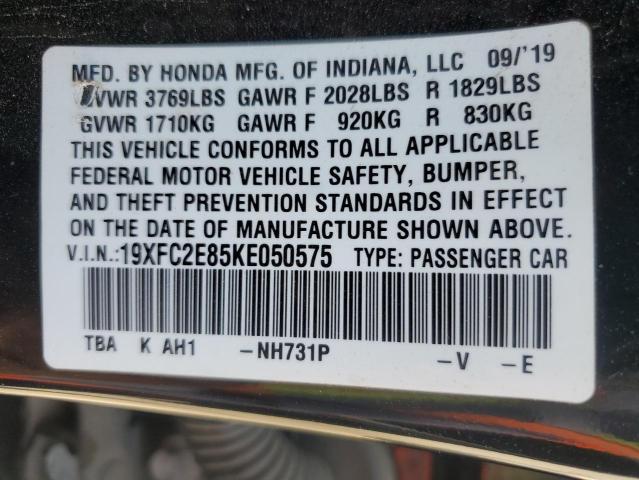 MFD. BY HONDA MFG. OF INDIANA, LLC 09/'19
GVWR 3769LBS GAWR F 2028LBS R 1829LBS
GVWR 1710KG GAWR F 920KG R 830KG
THIS VEHICLE CONFORMS TO ALL APPLICABLE
FEDERAL MOTOR VEHICLE SAFETY, BUMPER,
AND THEFT PREVENTION STANDARDS IN EFFECT
ON THE DATE OF MANUFACTURE SHOWN ABOVE.
V.I.N.:19XFC2E85KE050575 TYPE: PASSENGER CAR
TBA K AH1 -NH731P -V -E